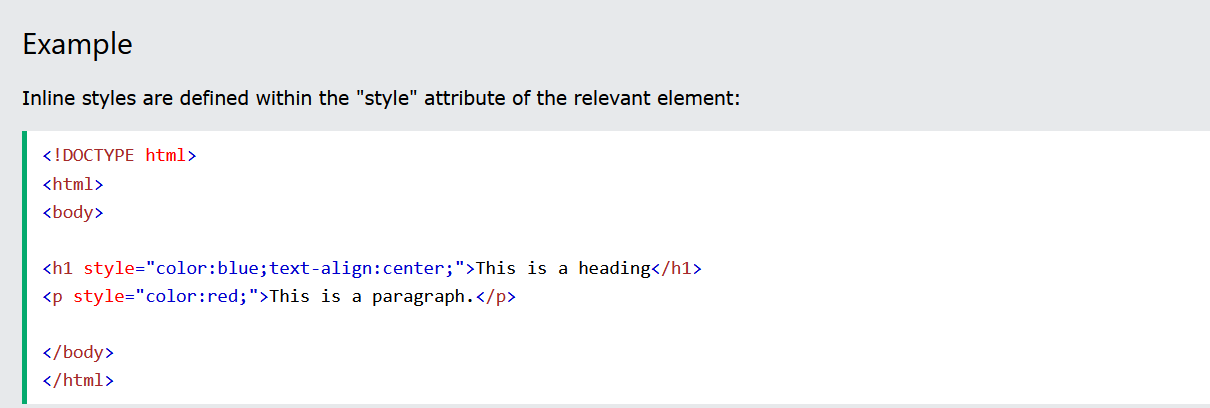 Example
Inline styles are defined within the "style" attribute of the relevant element:
<!DOCTYPE html>
<html>
<body>
<h1 style="color:blue;text-align:center;">This is a heading</h1>
<p style="color:red;">This is a paragraph.</p>
</body>
</html>